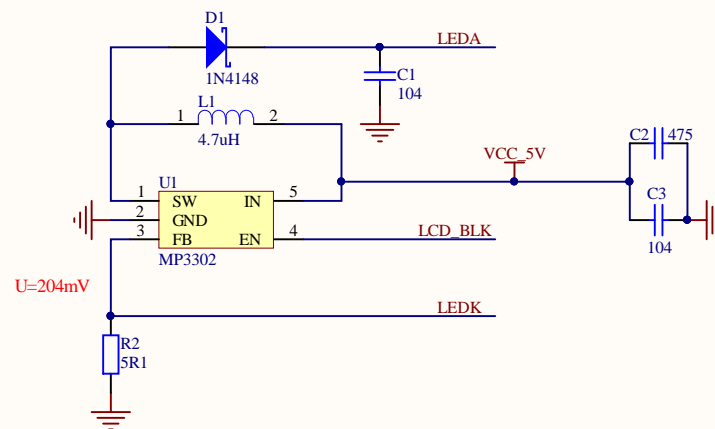 D1
LEDA
1N4148
C1
104
L1
1
2
4.7uH
VCC_5V
C2
475
U1
1
SW
IN
5
2
GND
3
FB
EN
4
MP3302
LCD_BLK
C3
104
U=204mV
LEDK
R2
5R1